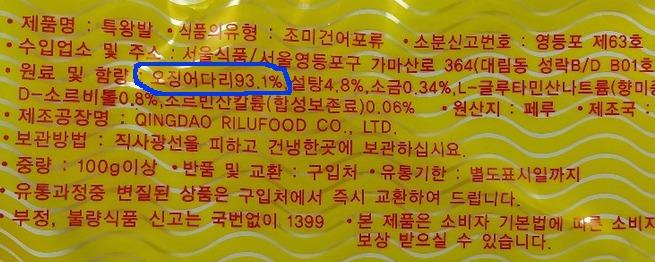 • 제품명 : 특왕발 • 식품의유형 : 조미건어포류 • 소분신고번호 : 영등포 제63호
• 수입업소 및 주소 : 서울식품/서울영등포구 가마산로 364(대림동 성락B/D B01호
• 원료 및 함량 : 오징어다리93.1%, 설탕4.8%, 소금0.34%, L-글루타민산나트륨(향미증
D-소르비톨0.8%, 소르민산칼륨(합성보존료)0.06% • 원산지 : 페루 • 제조국 :
• 제조공장명 : QINGDAO RILUFOOD CO., LTD.
• 보관방법 : 직사광선을 피하고 건냉한곳에 보관하십시요.
• 중량 : 100g이상 • 반품 및 교환 : 구입처 • 유통기한 : 별도표시일까지
• 유통과정중 변질된 상품은 구입처에서 즉시 교환하여 드립니다.
• 부정, 불량식품 신고는 국번없이 1399 • 본 제품은 소비자 기본법에 따른 소비자
보상 받으실 수 있습니다.